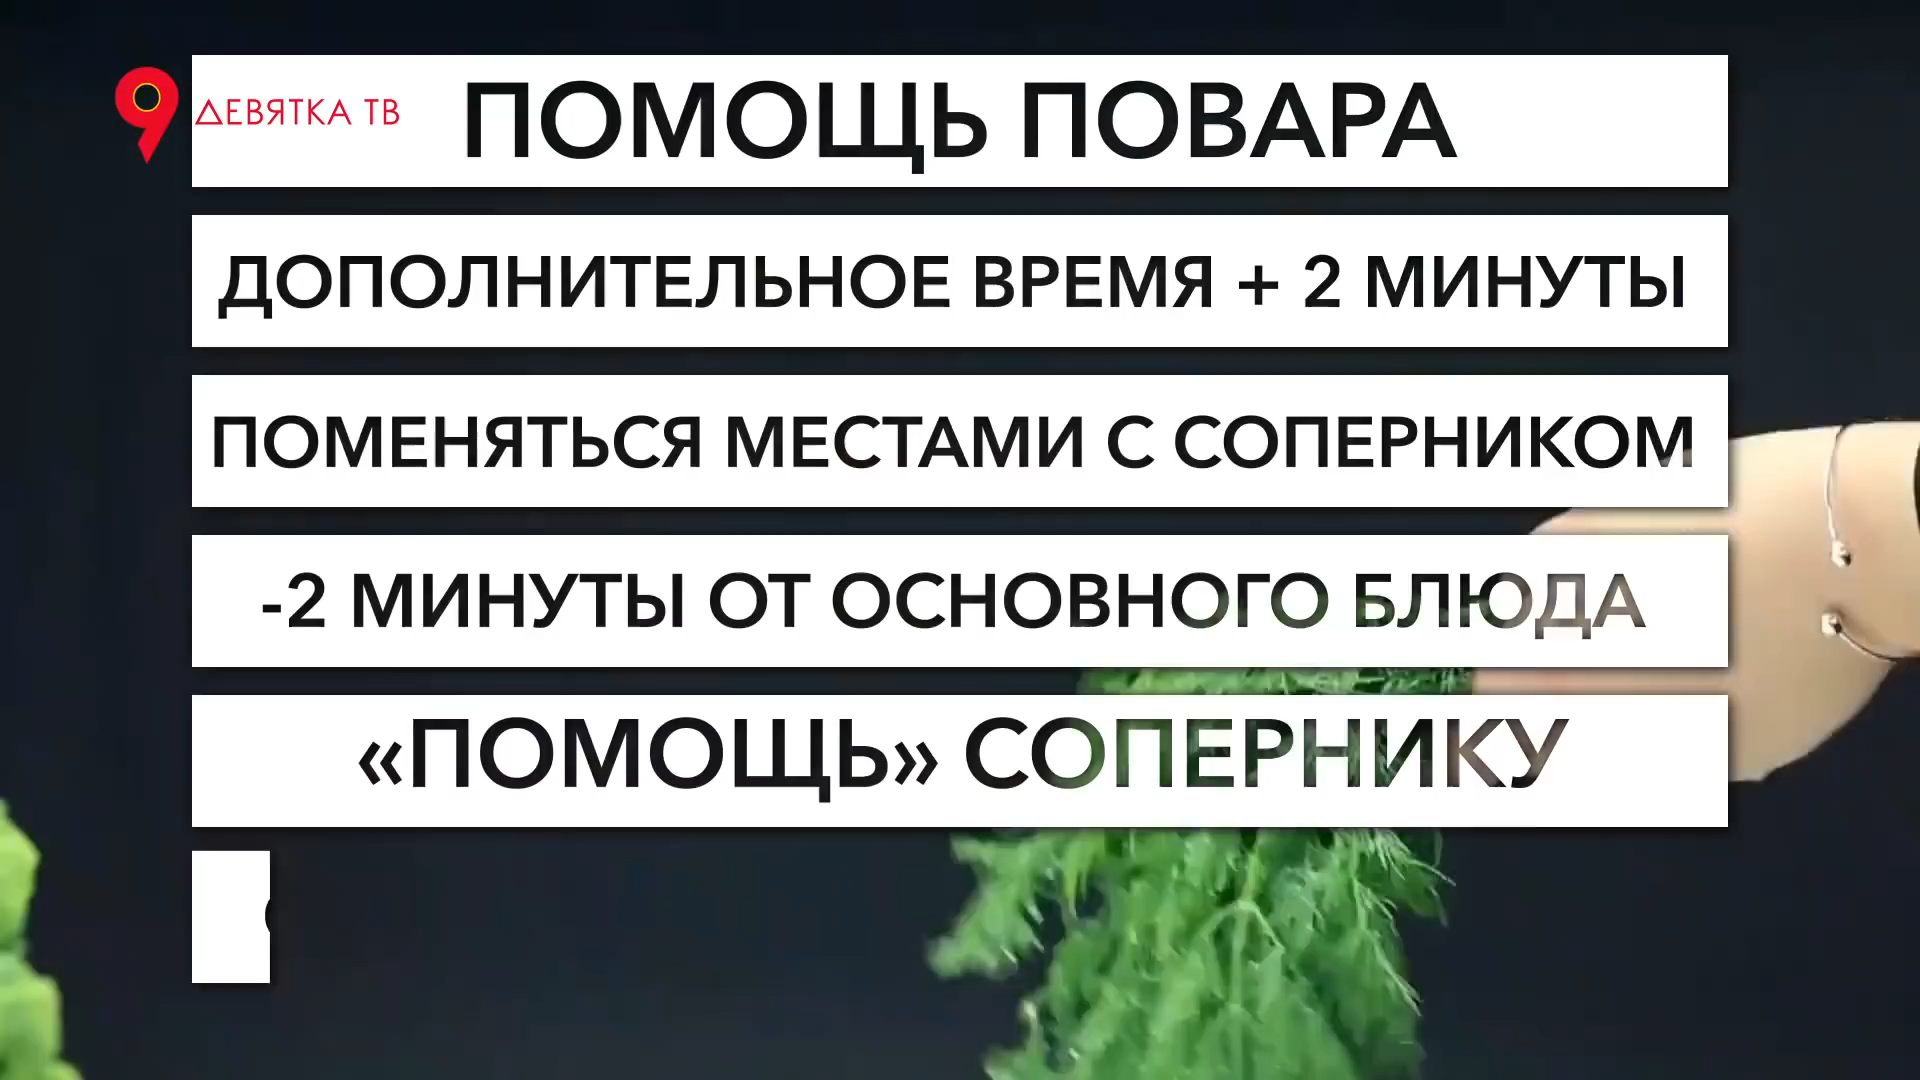 ДЕВЯТКА ТВ
ПОМОЩЬ ПОВАРА
ДОПОЛНИТЕЛЬНОЕ ВРЕМЯ + 2 МИНУТЫ
ПОМЕНЯТЬСЯ МЕСТАМИ С СОПЕРНИКОМ
-2 МИНУТЫ ОТ ОСНОВНОГО БЛЮДА
«ПОМОЩЬ» СОПЕРНИКУ